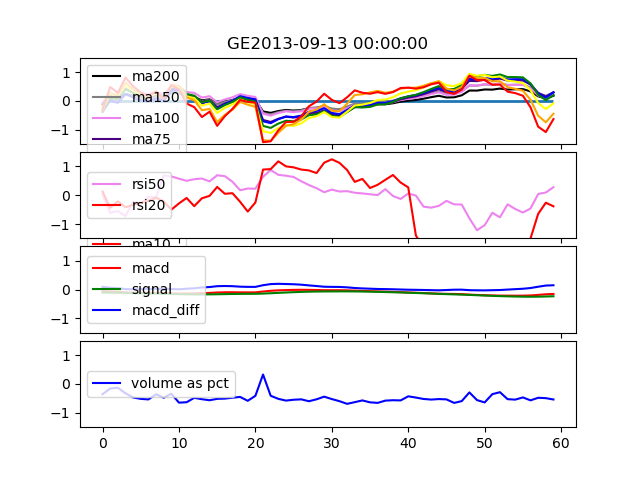 GE2013-09-13 00:00:00
1
0
−1
ma200
ma150
ma100
ma75
1
0
−1
rsi50
rsi20
ma10
1
0
−1
macd
signal
macd_diff
1
0
−1
volume as pct
0 10 20 30 40 50 60